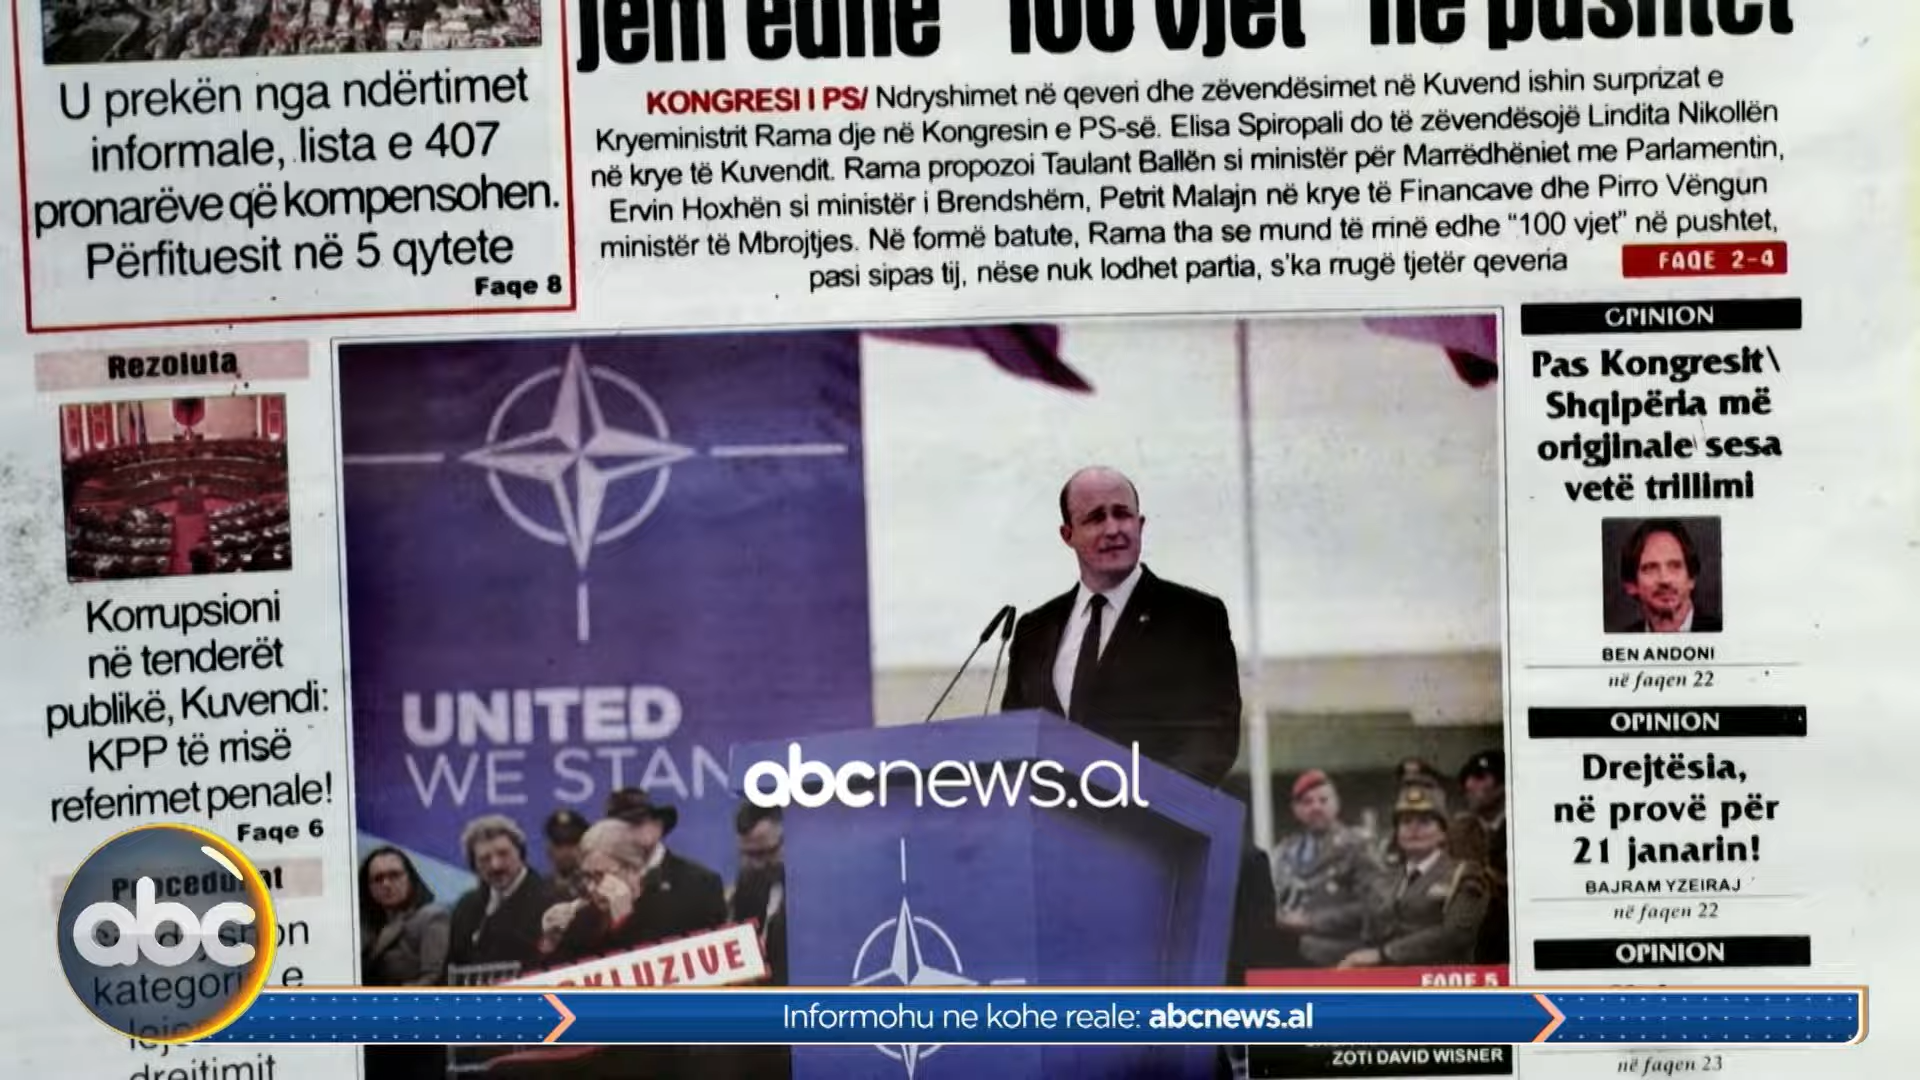 jem edhe "100 vjet" në pushtet
KONGRESI I PS/ Ndryshimet në qeveri dhe zëvendësimet në Kuvend ishin surprizat e
Kryeministrit Rama dje në Kongresin e PS-së. Elisa Spiropali do të zëvendësojë Lindita Nikollën
në krye të Kuvendit. Rama propozoi Taulant Ballën si ministër për Marrëdhëniet me Parlamentin,
Ervin Hoxhën si ministër i Brendshëm, Petrit Malajn në krye të Financave dhe Pirro Vëngun
ministër të Mbrojtjes. Në formë batute, Rama tha se mund të rrinë edhe "100 vjet" në pushtet,
pasi sipas tij, nëse nuk lodhet partia, s'ka rrugë tjetër qeveria
FAQE 2-4
U prekën nga ndërtimet
informale, lista e 407
pronarëve që kompensohen.
Përfituesit në 5 qytete
Faqe 8
Rezoluta
Korrupsioni
në tenderët
publikë, Kuvendi:
KPP të rrisë
referimet penale!
Faqe 6
kategori e
drejtimit
UNITED
WE STAN
abcnews.al
FAQE 5
ZOTI DAVID WISNER
OPINION
Pas Kongresit\
Shqipëria më
origjinale sesa
vetë trillimi
BEN ANDONI
në faqen 22
OPINION
Drejtësia,
në provë për
21 janarin!
BAJRAM YZEIRAJ
në faqen 22
OPINION
në faqen 23
abc
Informohu ne kohe reale: abcnews.al